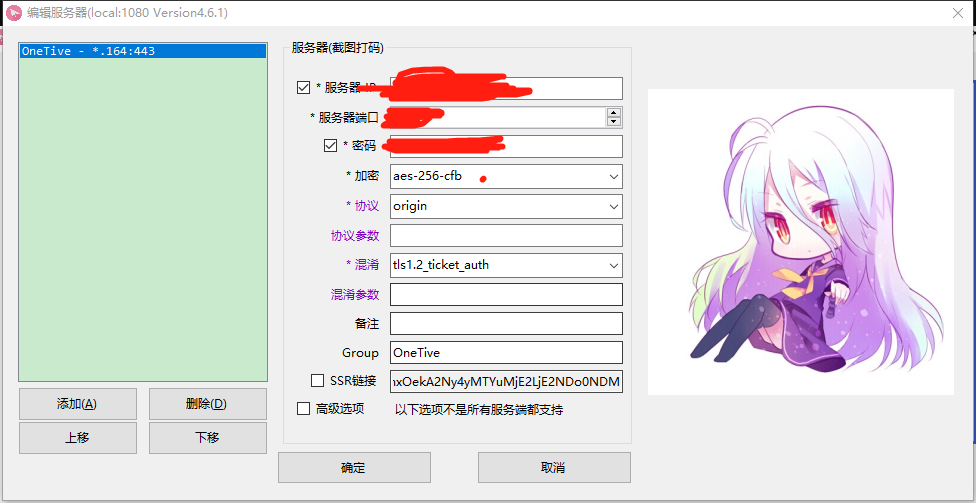 编辑服务器(local:1080 Version4.6.1)
OneTive - *.164:443
服务器(截图打码)
* 服务器
* 服务器端口
* 密码
* 加密 aes-256-cfb
* 协议 origin
协议参数
* 混淆 tls1.2_ticket_auth
混淆参数
备注
Group OneTive
SSR链接 xOekA2Ny4yMTYuMjE2LjE2NDo0NDM
高级选项 以下选项不是所有服务端都支持
添加(A) 删除(D)
上移 下移
确定 取消